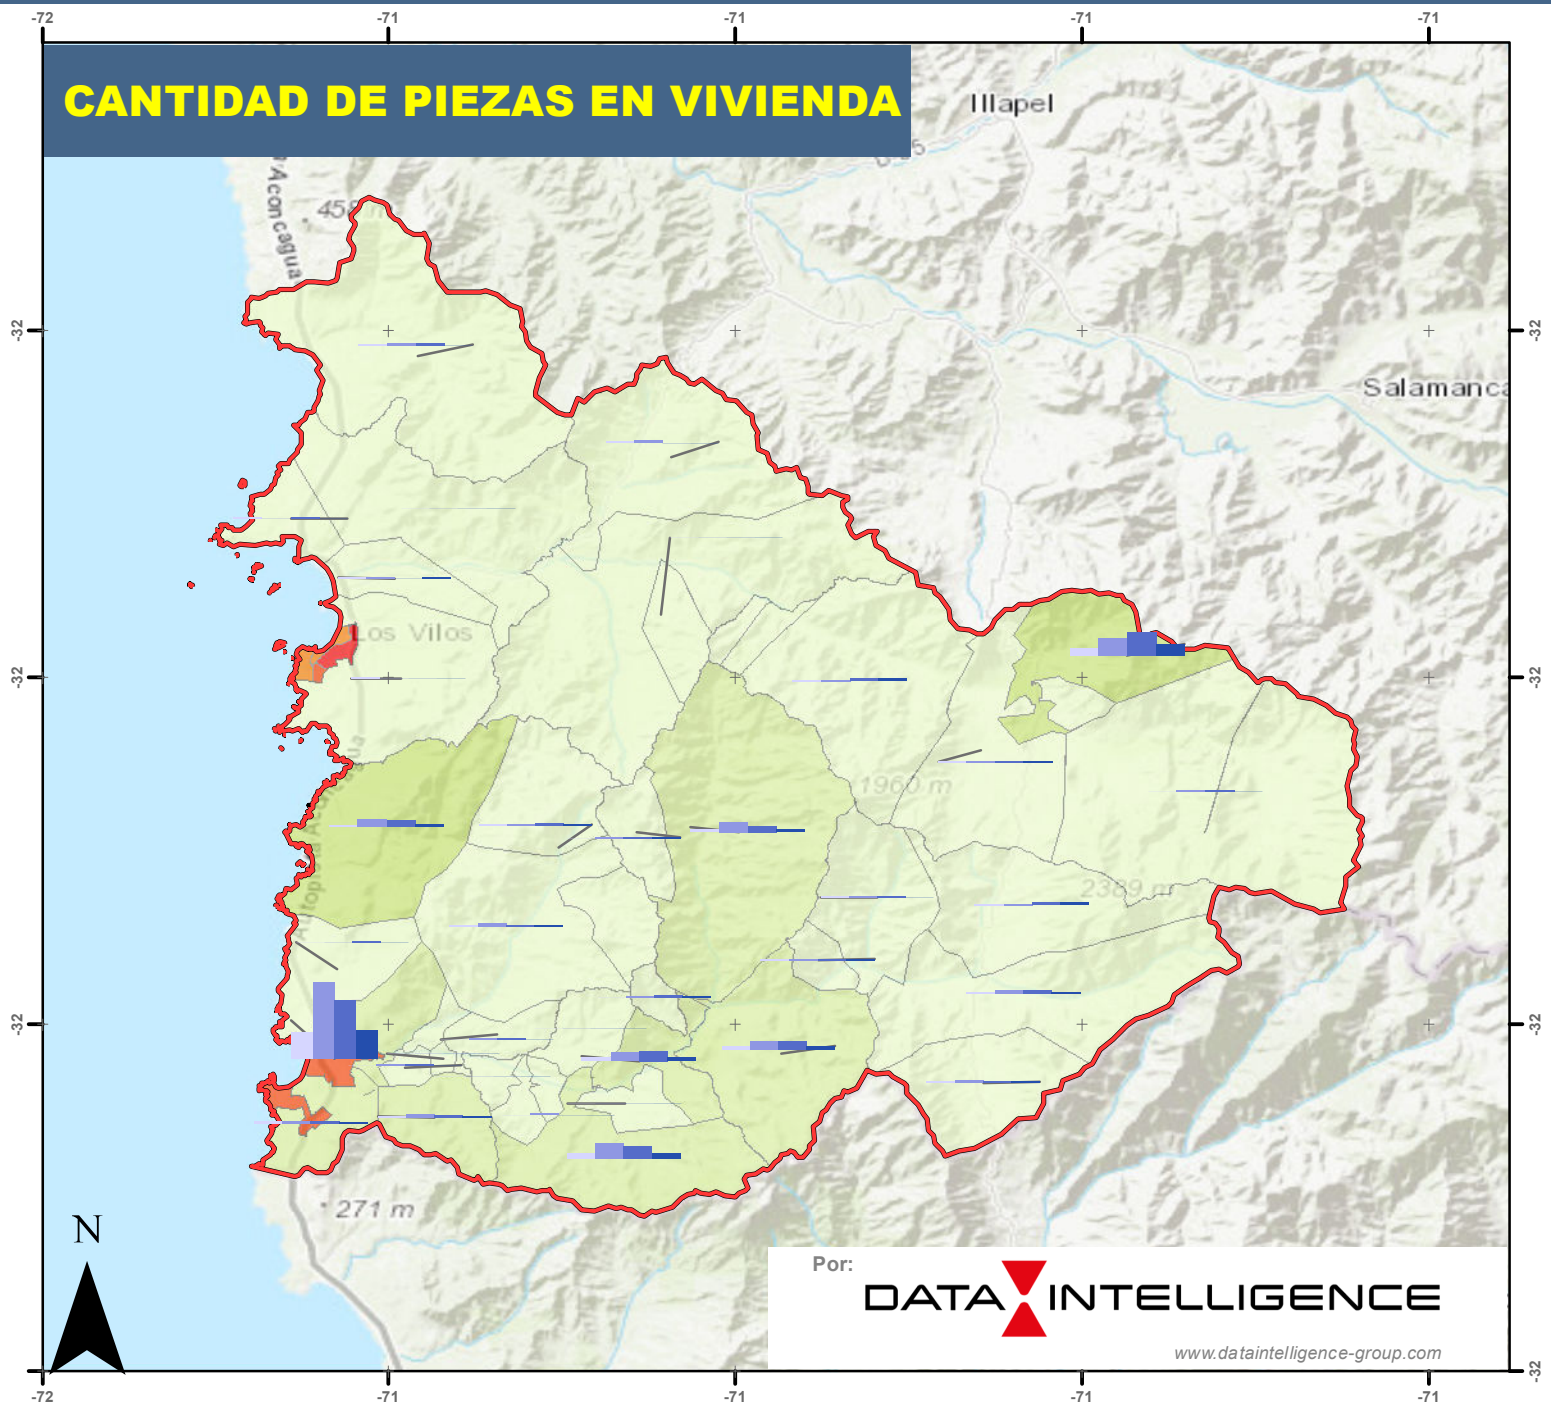 -72 -71 -71 -71 -71
CANTIDAD DE PIEZAS EN VIVIENDA
Illapel
Aconcagua
458 m
-32 -32
Salamanca
Los Vilos
-32 -32
1960 m
2389 m
-32 -32
271 m
N
Por:
DATA INTELLIGENCE
www.dataintelligence-group.com
-32
-72 -71 -71 -71 -71